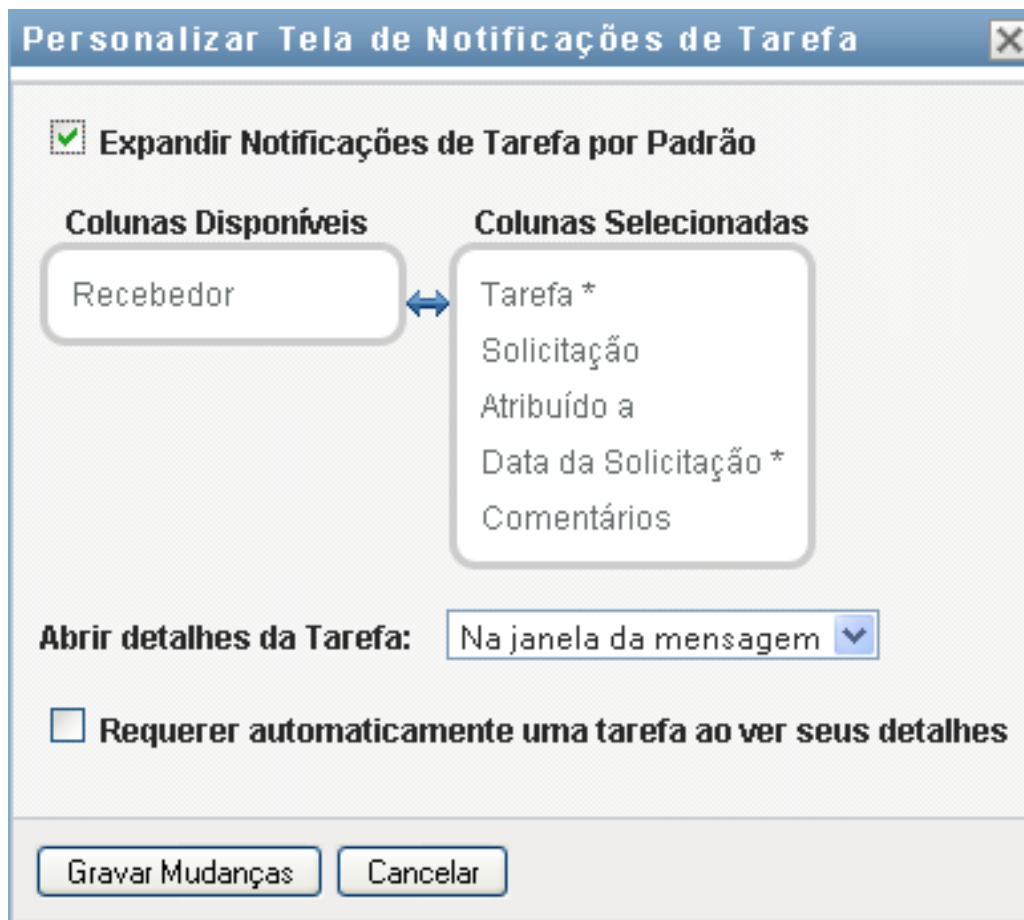 Personalizar Tela de Notificações de Tarefa
Expandir Notificações de Tarefa por Padrão
Colunas Disponíveis
Colunas Selecionadas
Recebedor
Tarefa *
Solicitação
Atribuído a
Data da Solicitação *
Comentários
Abrir detalhes da Tarefa: Na janela da mensagem
Requerer automaticamente uma tarefa ao ver seus detalhes
Gravar Mudanças
Cancelar